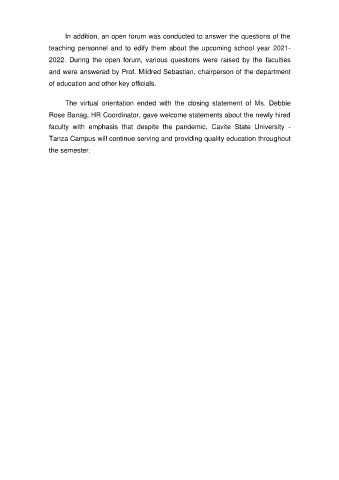 In addition, an open forum was conducted to answer the questions of the
teaching personnel and to edify them about the upcoming school year 2021-
2022. During the open forum, various questions were raised by the faculties
and were answered by Prof. Mildred Sebastian, chairperson of the department
of education and other key officials.
The virtual orientation ended with the closing statement of Ms. Debbie
Rose Banag, HR Coordinator, gave welcome statements about the newly hired
faculty with emphasis that despite the pandemic, Cavite State University -
Tanza Campus will continue serving and providing quality education throughout
the semester.